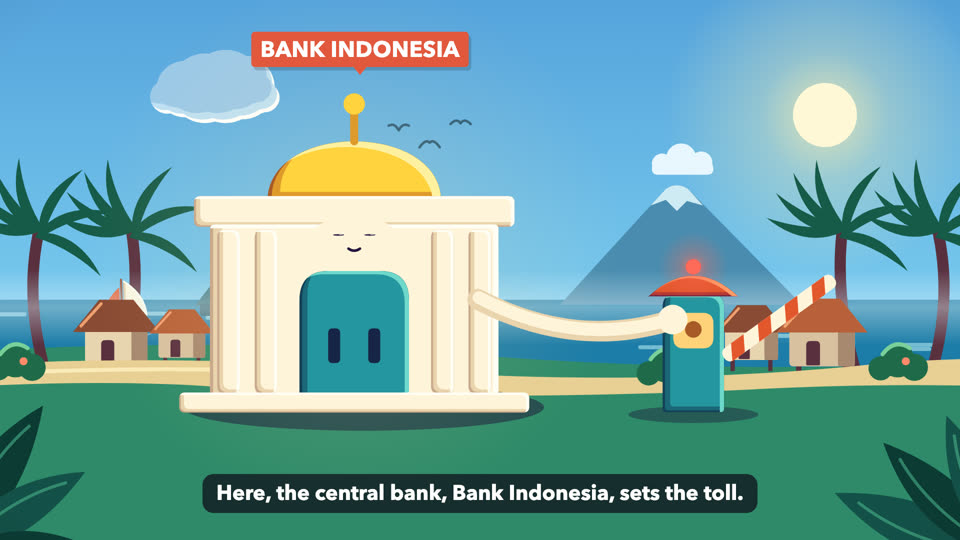 BANK INDONESIA
Here, the central bank, Bank Indonesia, sets the toll.